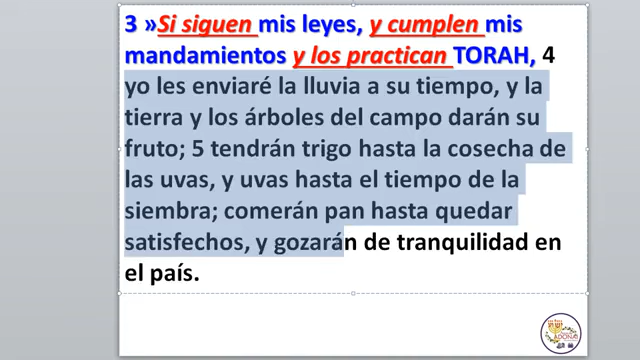 3 »Si siguen mis leyes, y cumplen mis
mandamientos y los practican TORAH, 4
yo les enviaré la lluvia a su tiempo, y la
tierra y los árboles del campo darán su
fruto; 5 tendrán trigo hasta la cosecha de
las uvas, y uvas hasta el tiempo de la
siembra; comerán pan hasta quedar
satisfechos, y gozarán de tranquilidad en
el país.